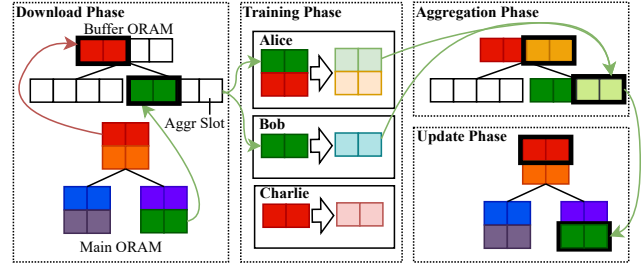 Download Phase
Buffer ORAM
Aggr Slot
Main ORAM
Training Phase
Alice
Bob
Charlie
Aggregation Phase
Update Phase